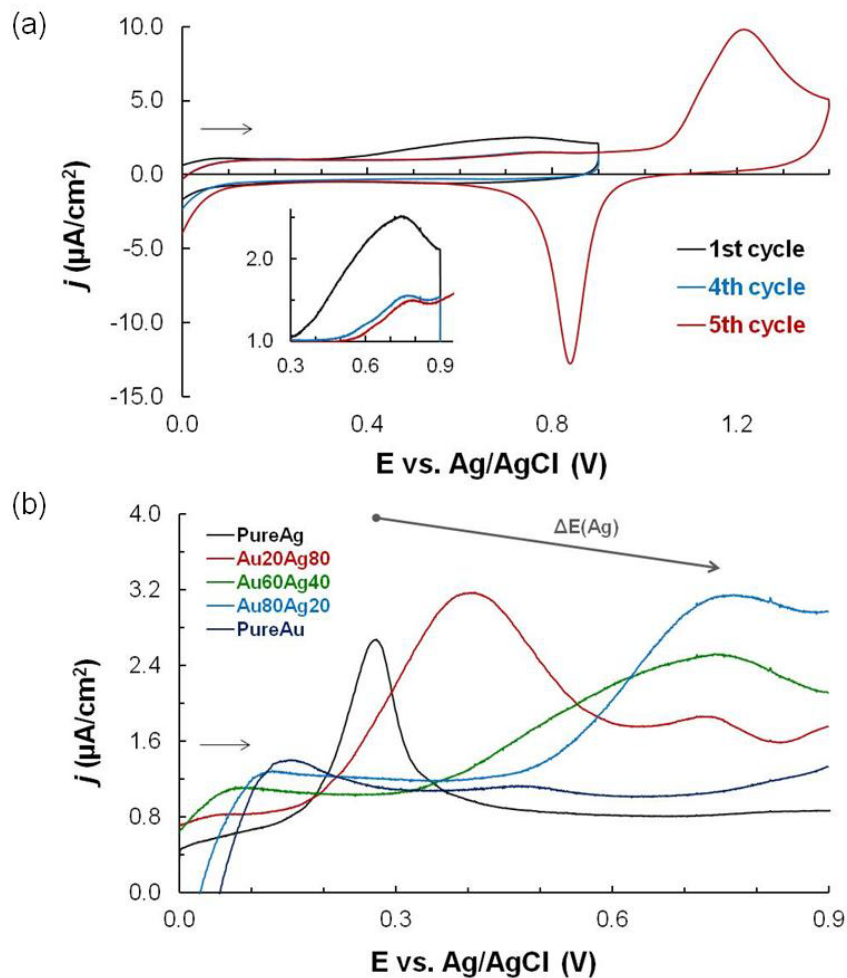 (a)
10.0
5.0
0.0
-5.0
-10.0
-15.0
j (µA/cm²)
2.0
1.0
0.3 0.6 0.9
1st cycle
4th cycle
5th cycle
0.0 0.4 0.8 1.2
E vs. Ag/AgCl (V)
(b)
4.0
3.2
2.4
1.6
0.8
0.0
j (µA/cm²)
PureAg
Au20Ag80
Au60Ag40
Au80Ag20
PureAu
ΔE(Ag)
0.0 0.3 0.6 0.9
E vs. Ag/AgCl (V)